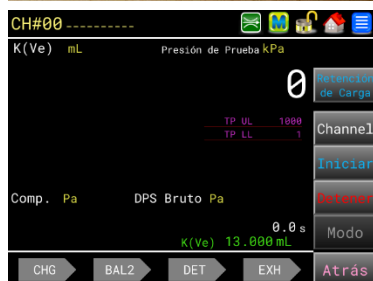 CH#00 ----------
M
K(Ve) mL Presión de Prueba kPa
0
Retención de Carga
TP UL 1000
TP LL 1
Channel
Iniciar
Comp. Pa DPS Bruto Pa
Detener
0.0 s
Modo
K(Ve) 13.000 mL
CHG BAL2 DET EXH Atrás